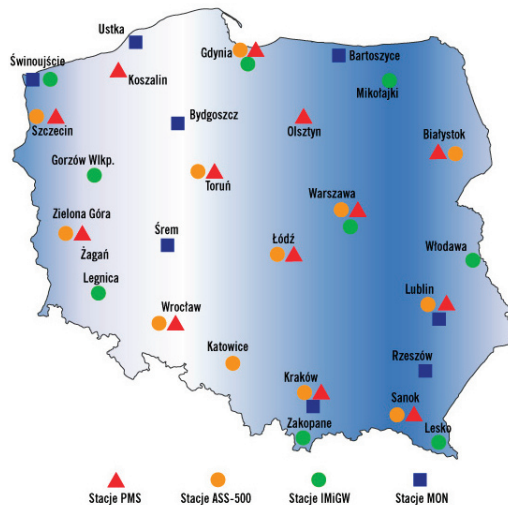 Ustka
Gdynia
Bartoszyce
Świnoujście
Koszalin
Mikołajki
Szczecin
Bydgoszcz
Olsztyn
Białystok
Gorzów Wlkp.
Toruń
Warszawa
Zielona Góra
Śrem
Łódź
Żagań
Włodawa
Legnica
Lublin
Wrocław
Katowice
Rzeszów
Kraków
Sanok
Zakopane
Lesko
Stacje PMS
Stacje ASS-500
Stacje IMiGW
Stacje MON